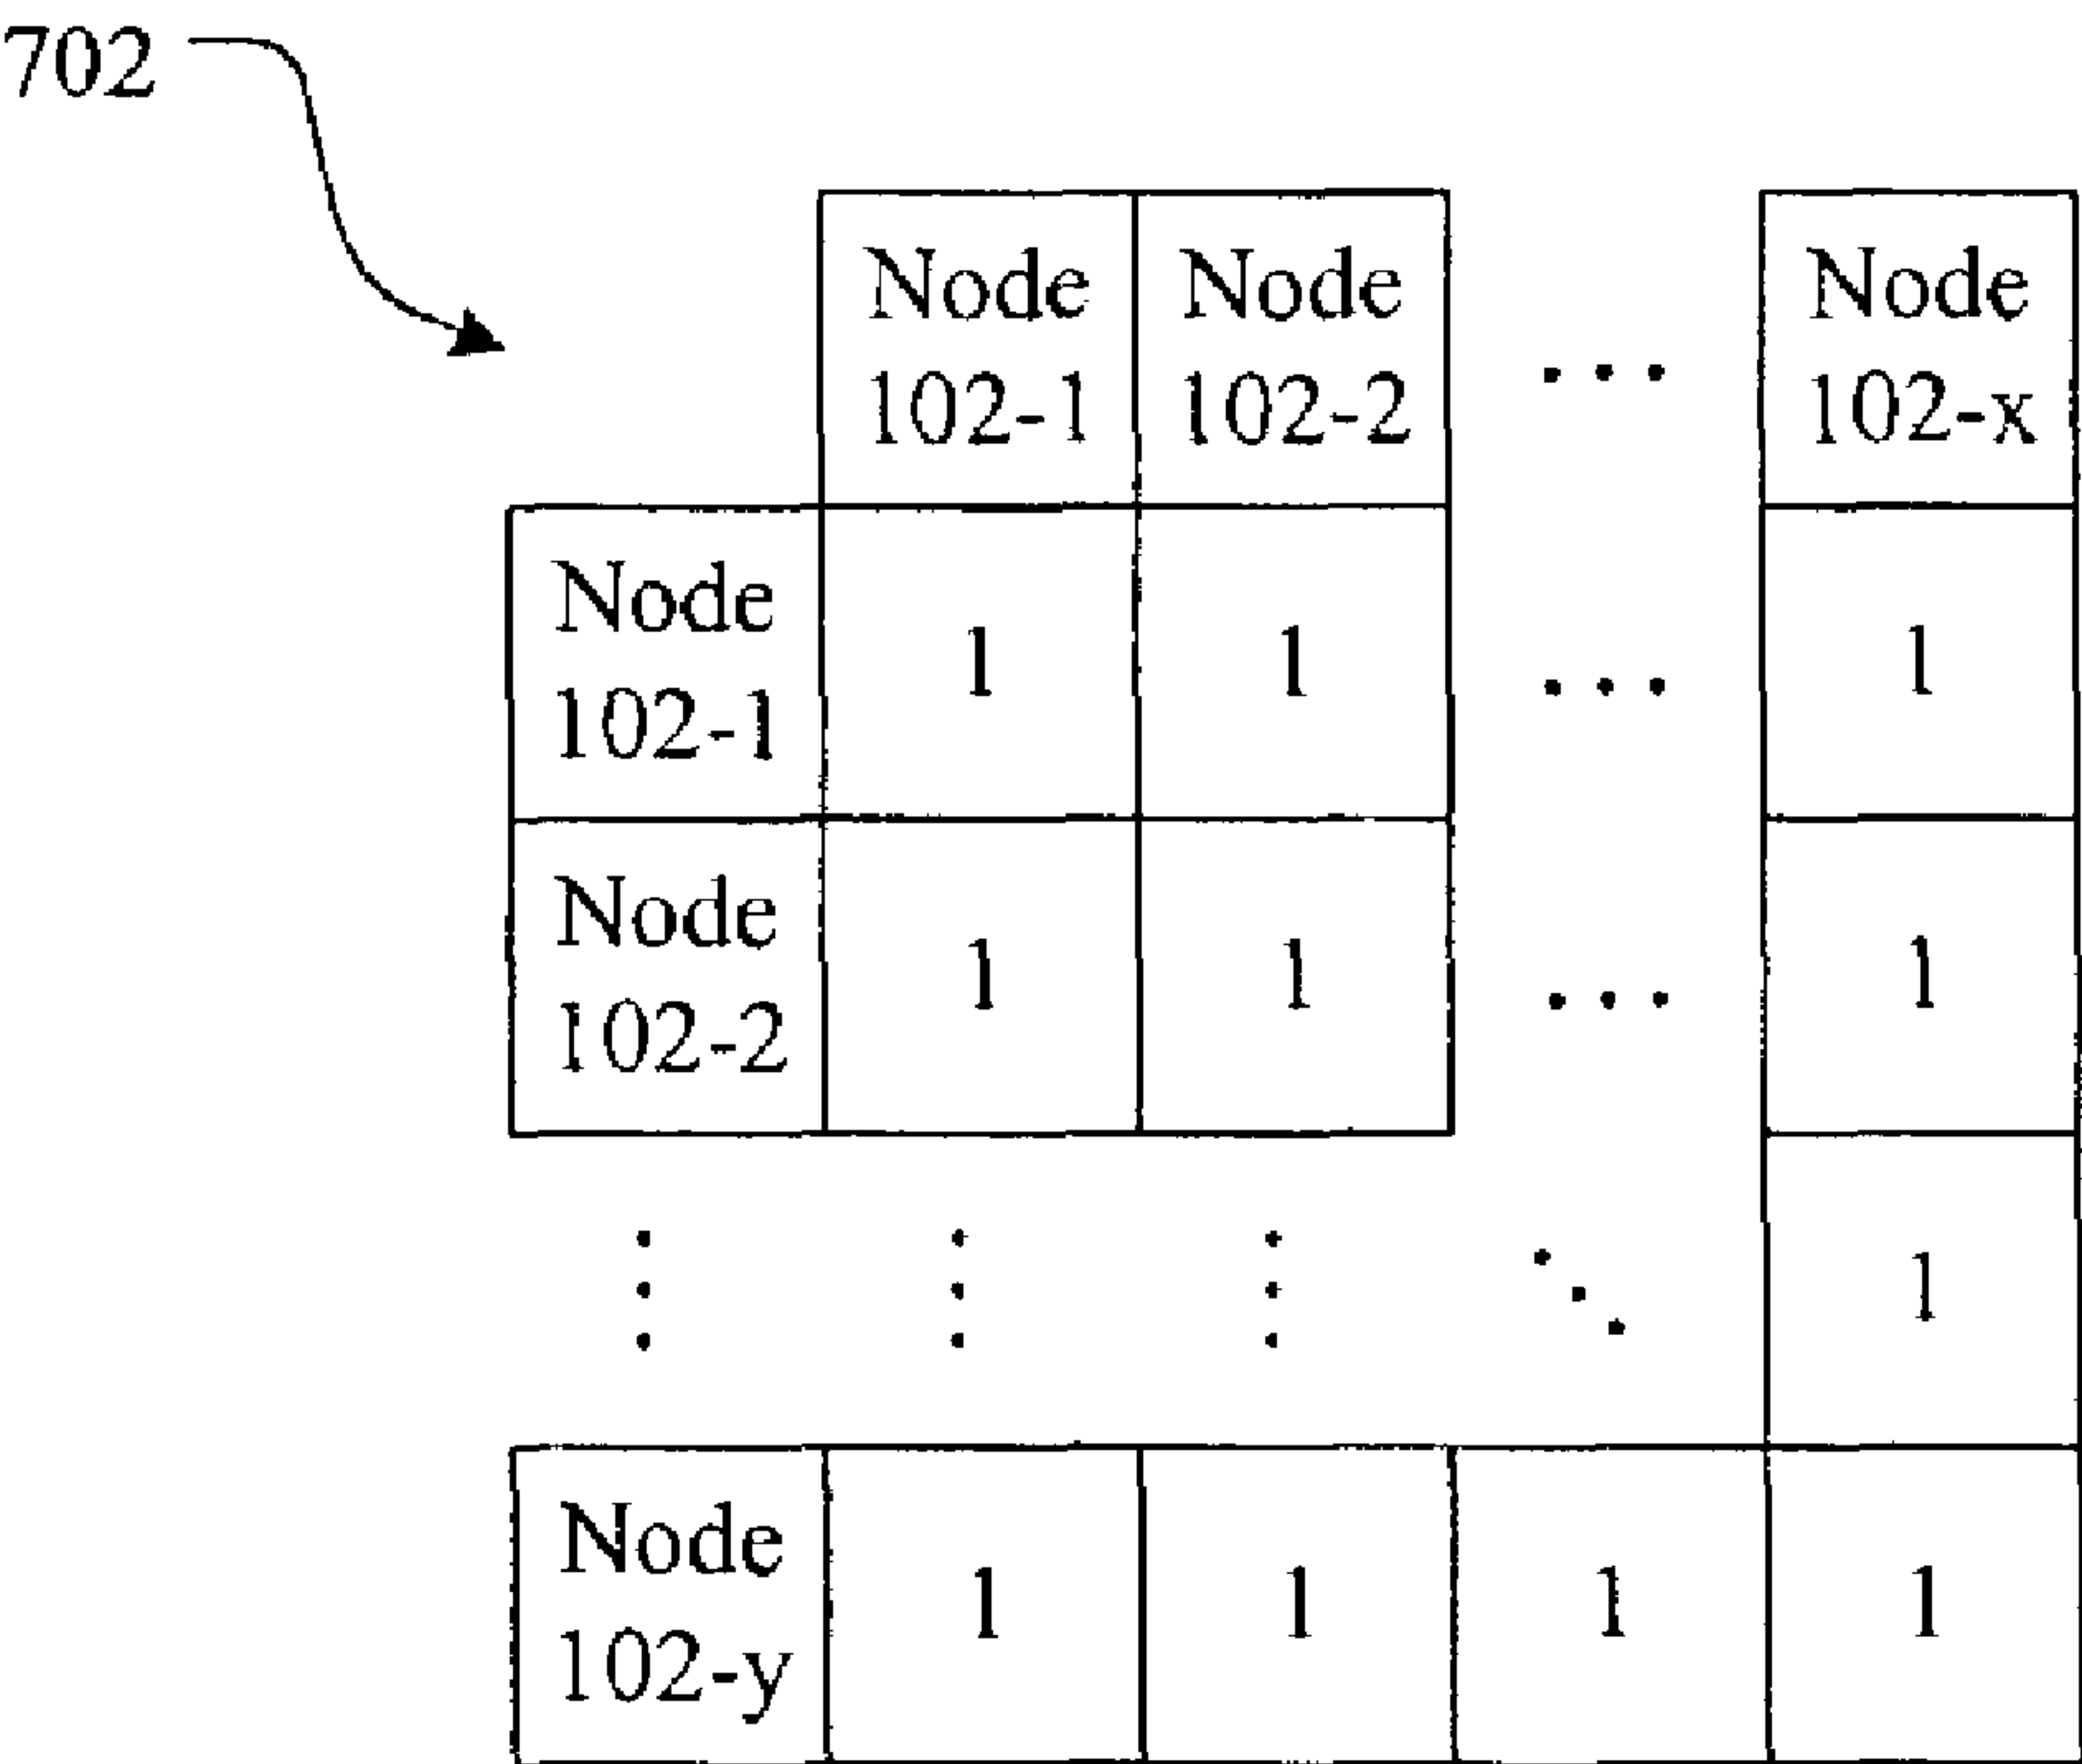 702
Node Node ... Node
102-1 102-2 102-x
Node
102-1 1 1 ... 1
Node
102-2 1 1 ... 1
1
Node
102-y 1 1 1 1